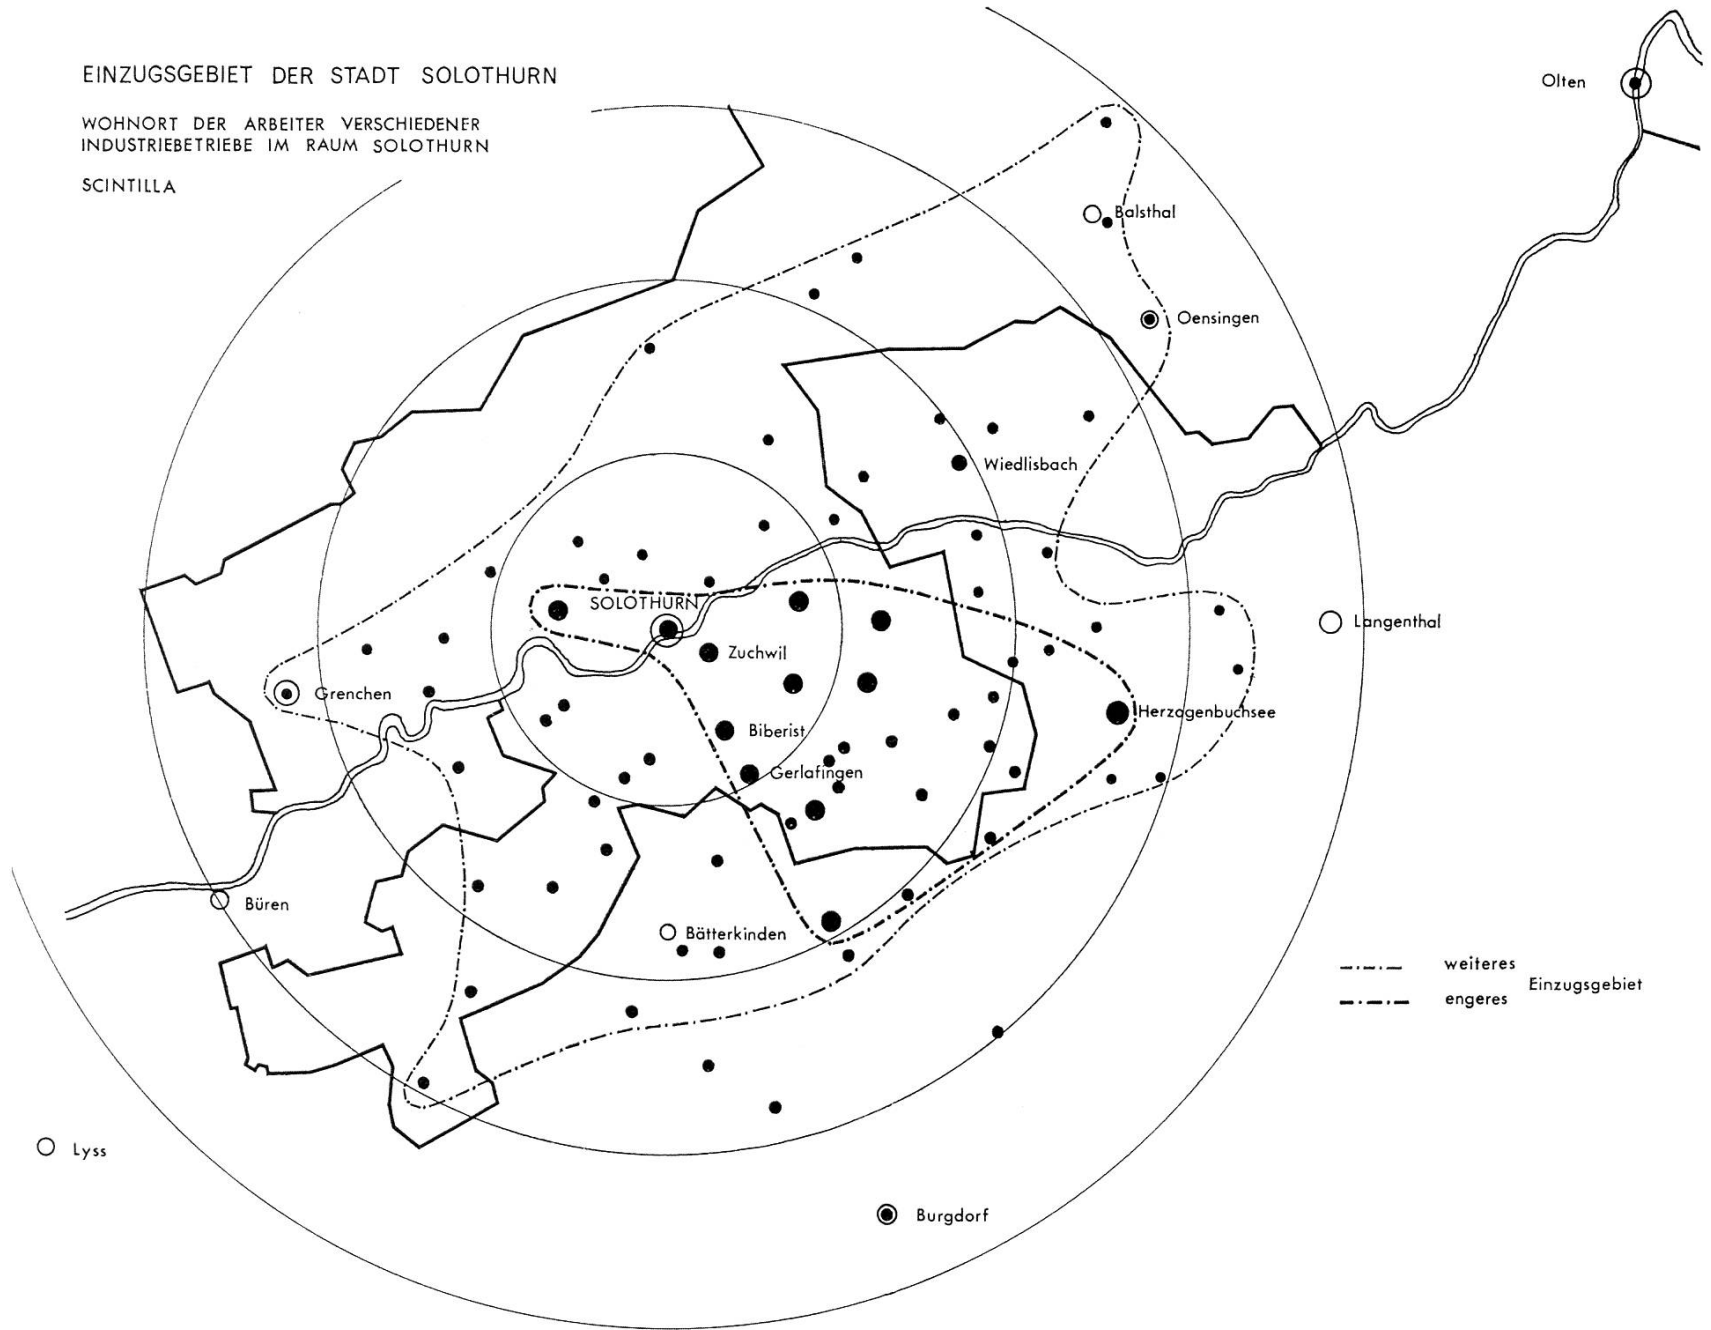 EINZUGSGEBIET DER STADT SOLOTHURN
WOHNORT DER ARBEITER VERSCHIEDENER
INDUSTRIEBETRIEBE IM RAUM SOLOTHURN
SCINTILLA
Olten
Balsthal
Oensingen
Wiedlisbach
SOLOTHURN
Langenthal
Zuchwil
Grenchen
Herzogenbuchsee
Biberist
Gerlafingen
Büren
Bätterkinden
weiteres
Einzugsgebiet
engeres
Lyss
Burgdorf